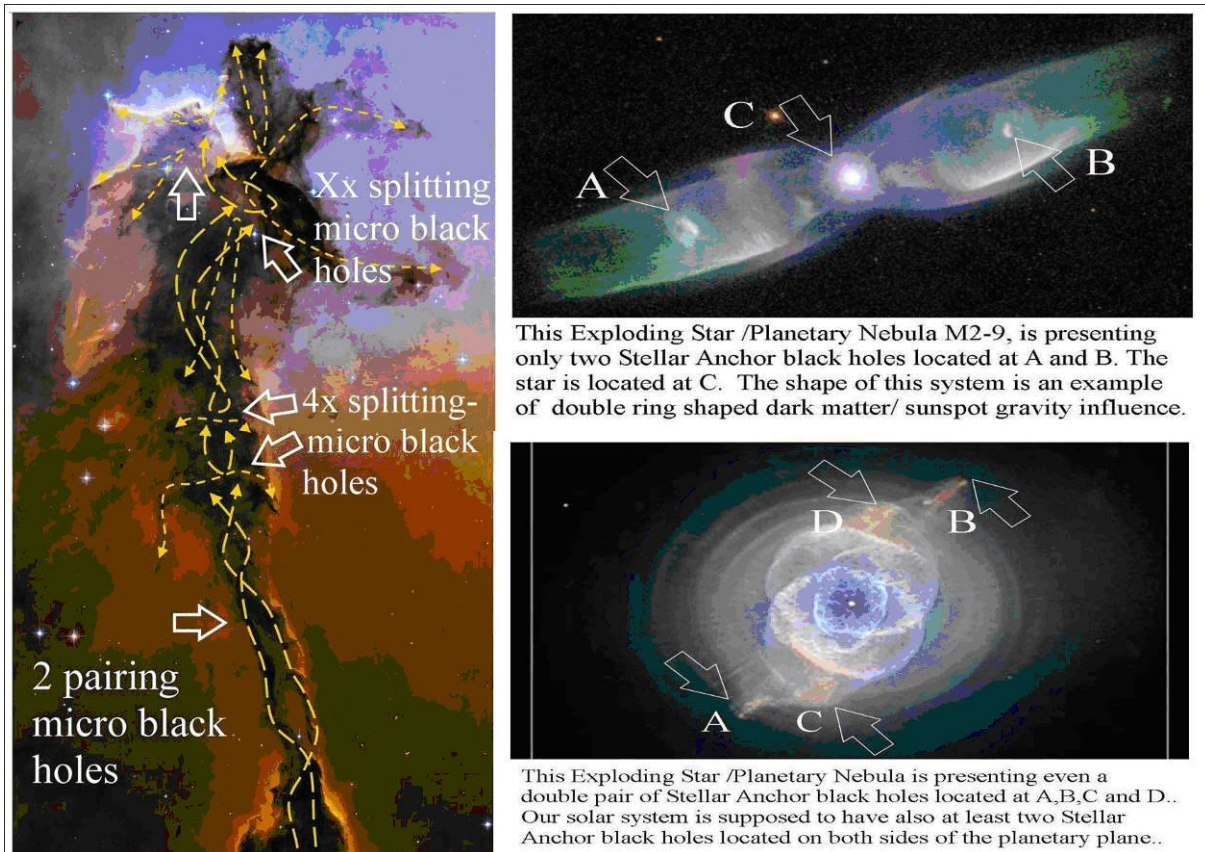 Xx splitting
micro black
holes
4x splitting-
micro black
holes
2 pairing
micro black
holes
A
C
B
This Exploding Star /Planetary Nebula M2-9, is presenting
only two Stellar Anchor black holes located at A and B. The
star is located at C.  The shape of this system is an example
of  double ring shaped dark matter/ sunspot gravity influence.
D
B
A
C
This Exploding Star /Planetary Nebula is presenting even a
double pair of Stellar Anchor black holes located at A,B,C and D..
Our solar system is supposed to have also at least two Stellar
Anchor black holes located on both sides of the planetary plane..